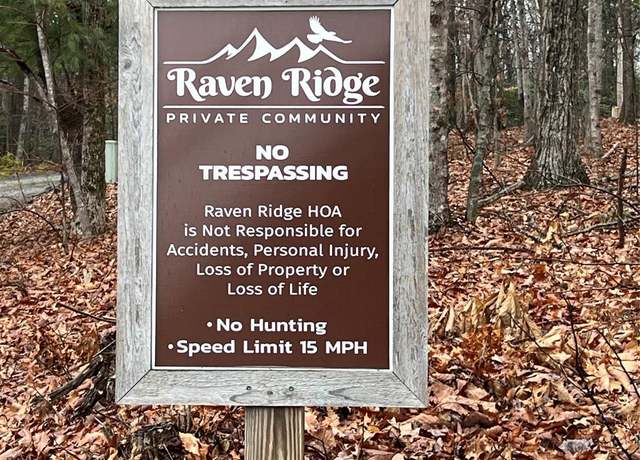 Raven Ridge
PRIVATE COMMUNITY
NO
TRESPASSING
Raven Ridge HOA
is Not Responsible for
Accidents, Personal Injury,
Loss of Property or
Loss of Life
• No Hunting
• Speed Limit 15 MPH